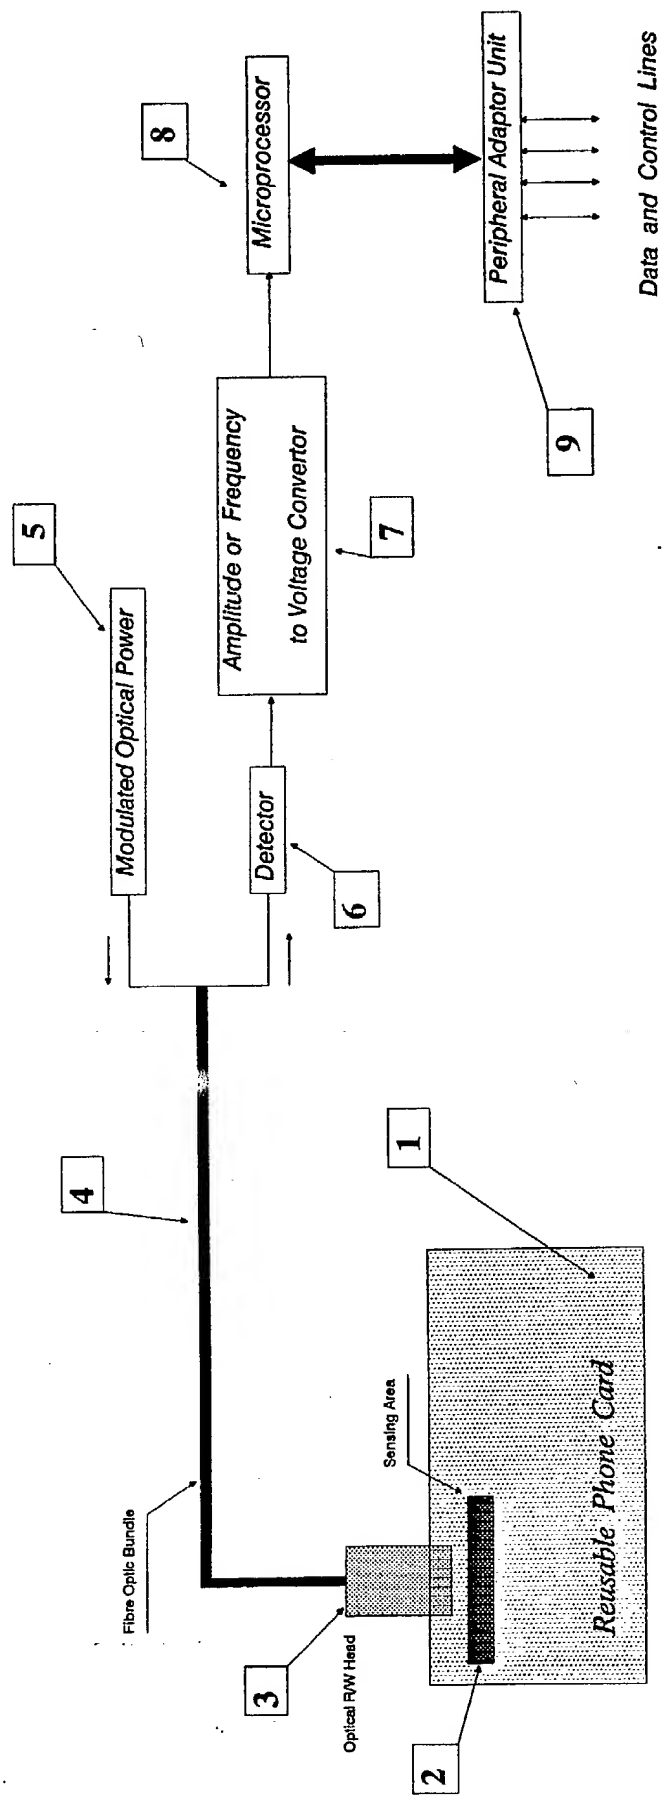 5
8
Modulated Optical Power
4
Fibre Optic Bundle
Amplitude or Frequency
to Voltage Convertor
Microprocessor
Detector
3
Optical R/W Head
6
7
Sensing Area
1
Peripheral Adaptor Unit
9
2
Reusable Phone Card
Data and Control Lines